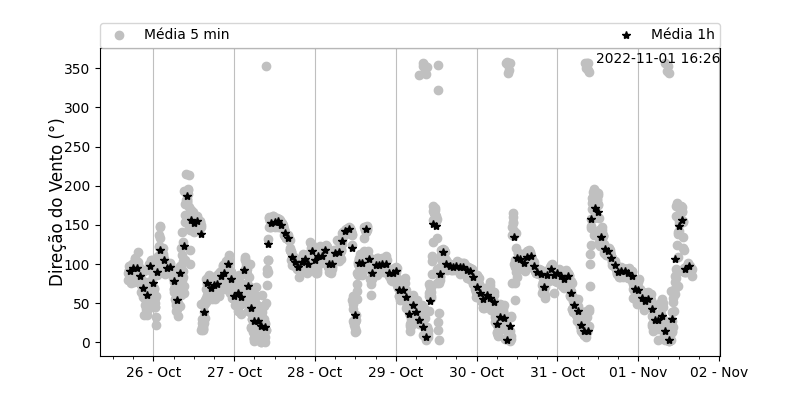 Média 5 min
Média 1h
2022-11-01 16:26
Direção do Vento (°)
350
300
250
200
150
100
50
0
26 - Oct
27 - Oct
28 - Oct
29 - Oct
30 - Oct
31 - Oct
01 - Nov
02 - Nov